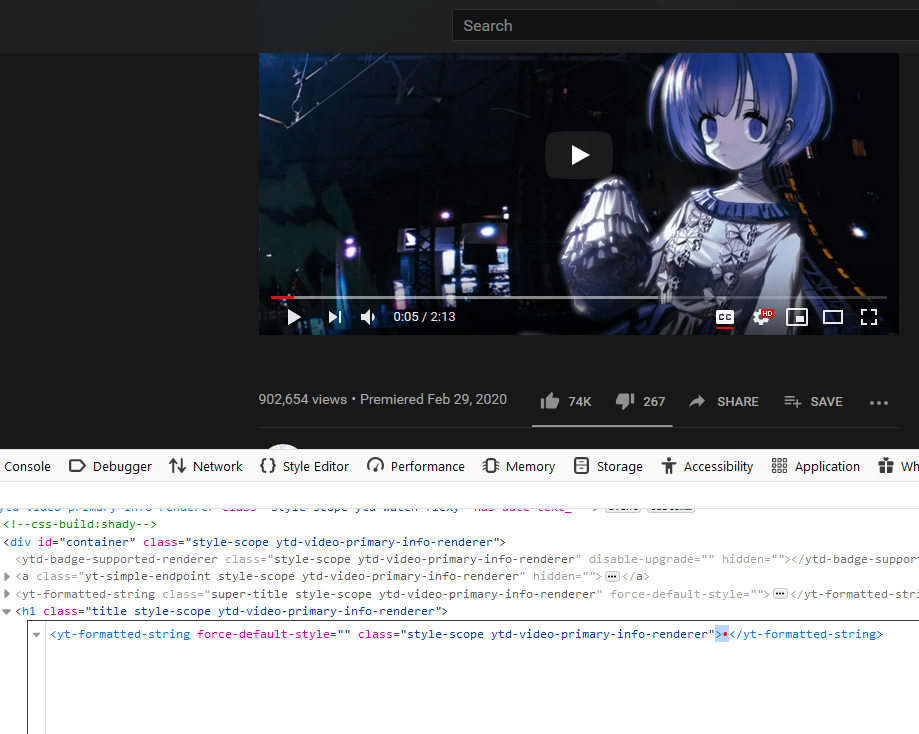 Search
CC
HD
0:05 / 2:13
902,654 views • Premiered Feb 29, 2020
74K
267
SHARE
SAVE
Console Debugger Network Style Editor Performance Memory Storage Accessibility Application Wh
<!--css-build:shady-->
<div id="container" class="style-scope ytd-video-primary-info-renderer">
<ytd-badge-supported-renderer class="style-scope ytd-video-primary-info-renderer" disable-upgrade="" hidden=""></ytd-badge-support
<a class="yt-simple-endpoint style-scope ytd-video-primary-info-renderer" hidden=""></a>
<yt-formatted-string class="super-title style-scope ytd-video-primary-info-renderer" force-default-style=""></yt-formatted-stri
<h1 class="title style-scope ytd-video-primary-info-renderer">
<yt-formatted-string force-default-style="" class="style-scope ytd-video-primary-info-renderer">•</yt-formatted-string>